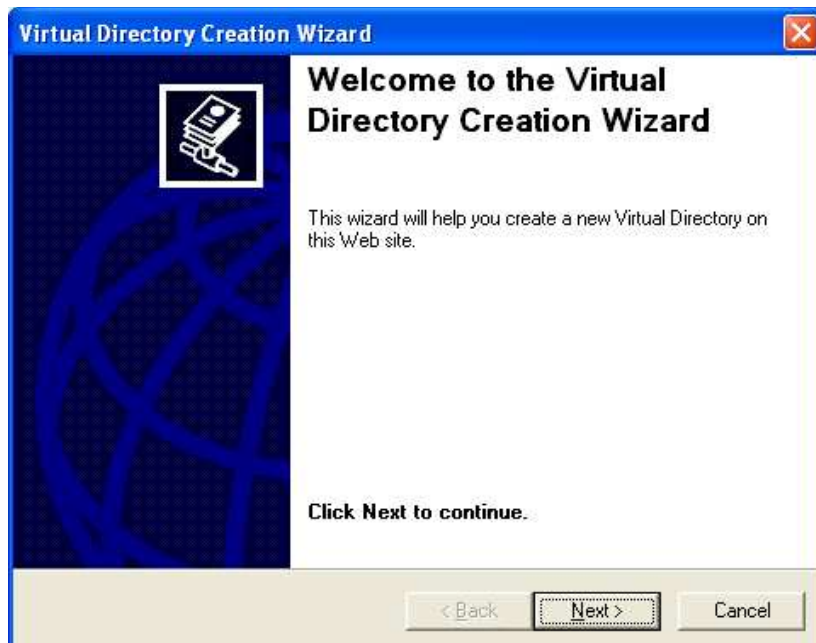 Virtual Directory Creation Wizard
Welcome to the Virtual
Directory Creation Wizard
This wizard will help you create a new Virtual Directory on
this Web site.
Click Next to continue.
< Back
Next >
Cancel